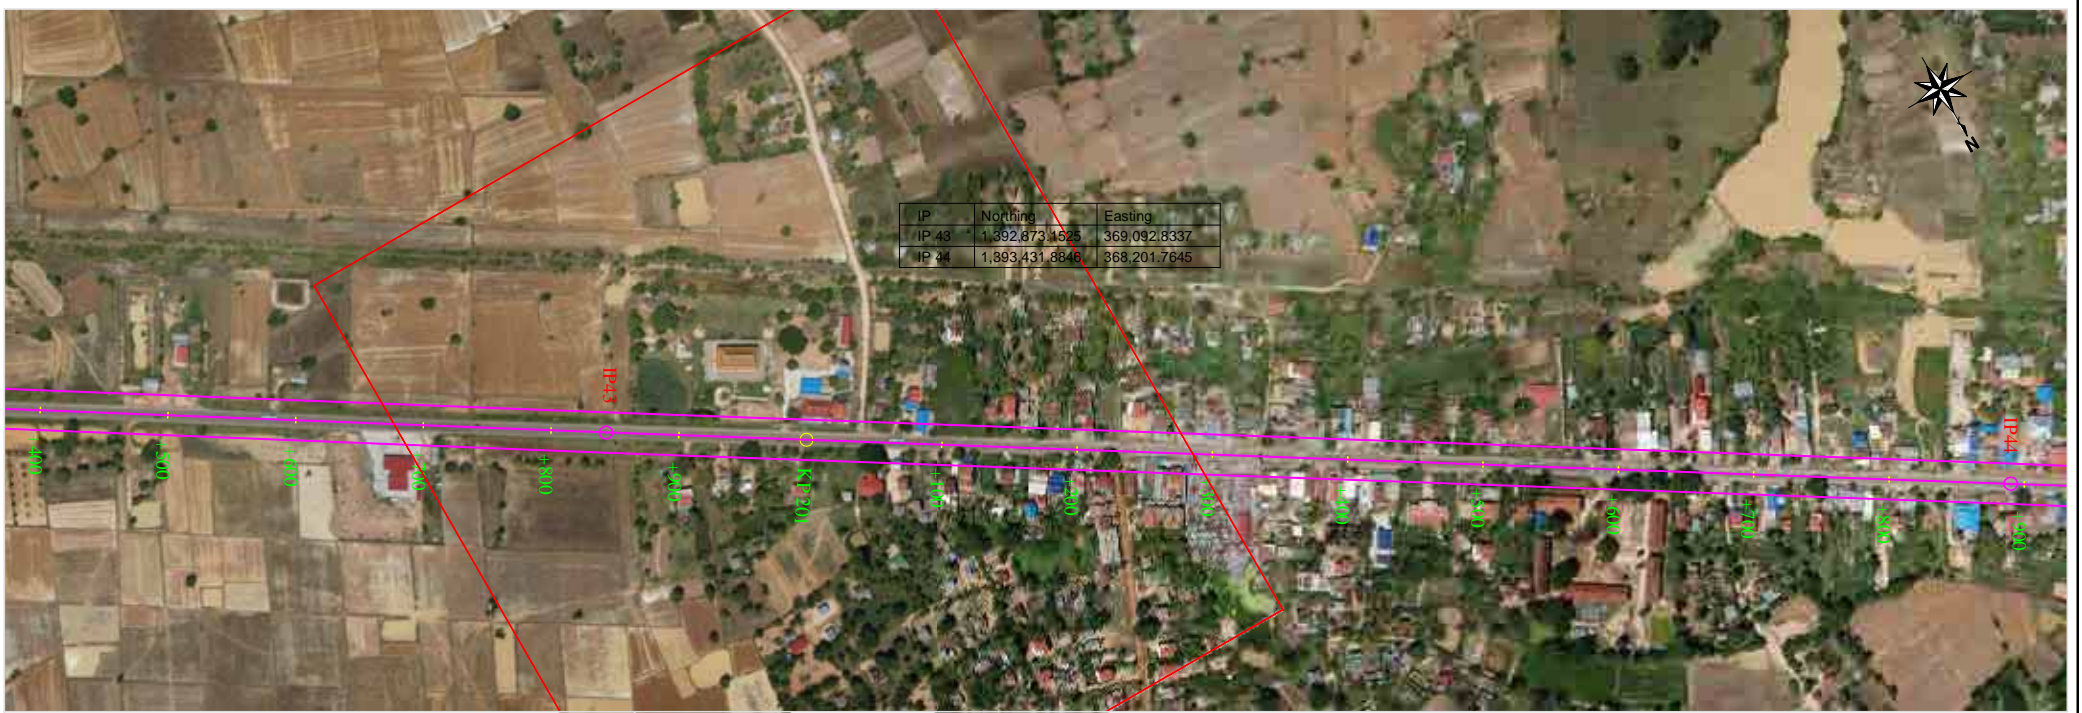 N
IP Northing Easting
IP 43 1,392,873.1525 369,092.8337
IP 44 1,393,431.8846 368,201.7645
IP43
IP44
+400
+500
+600
+700
+800
+900
KP 201
+100
+200
+300
+400
+500
+600
+700
+800
+900